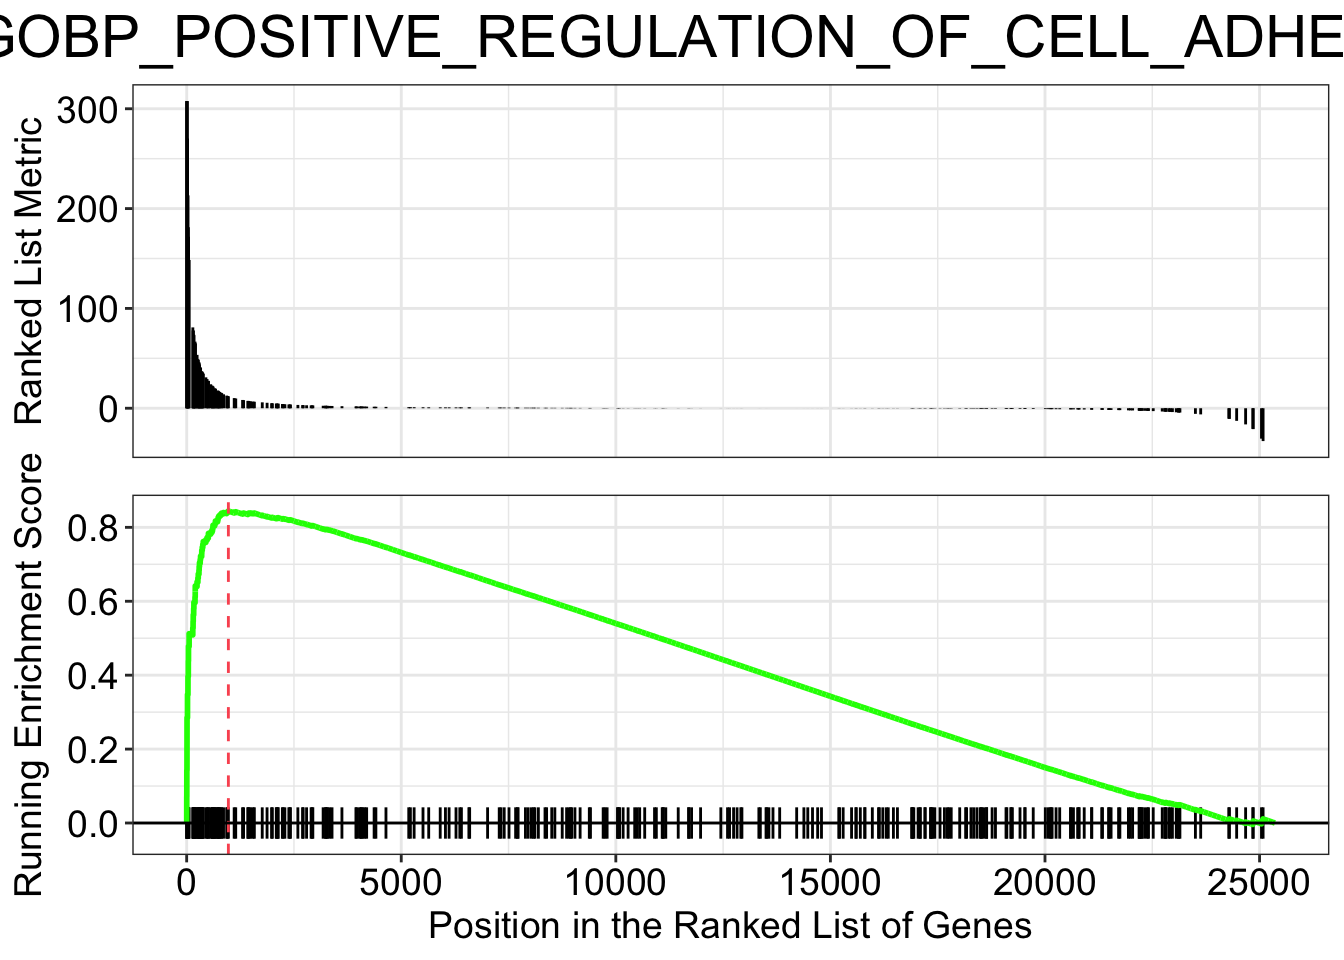 GOBP_POSITIVE_REGULATION_OF_CELL_ADHE
Ranked List Metric
300
200
100
0
Running Enrichment Score
0.8
0.6
0.4
0.2
0.0
0 5000 10000 15000 20000 25000
Position in the Ranked List of Genes